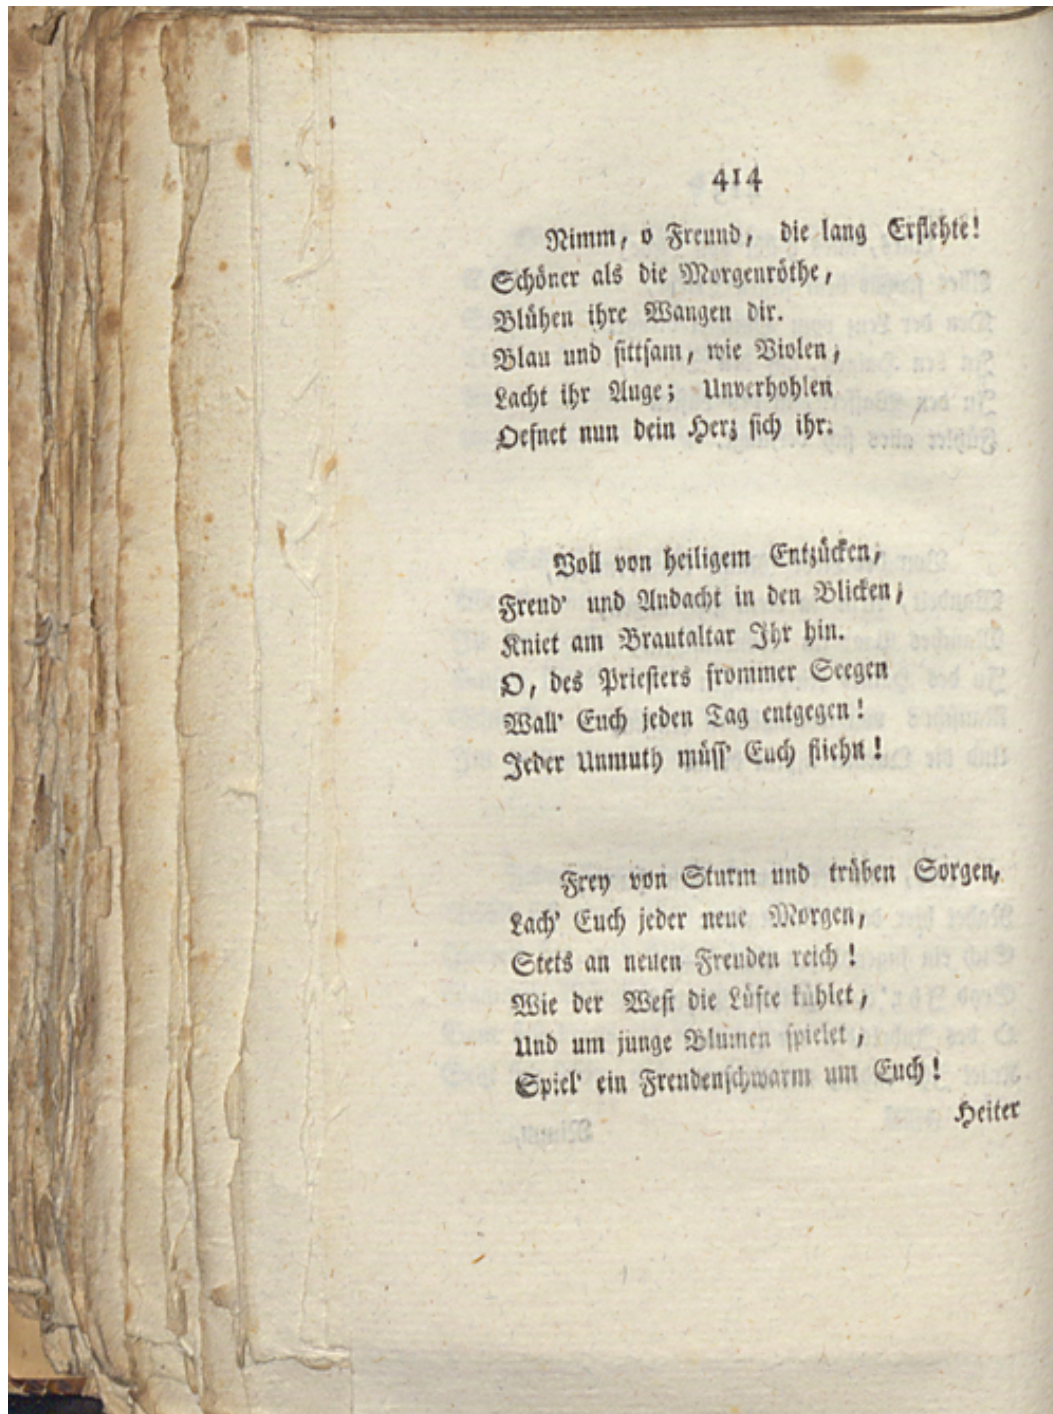 414
Nimm, o Freund, die lang Erflehte!
Schöner als die Morgenröthe,
Blühen ihre Wangen dir.
Blau und sittsam, wie Violen,
Lacht ihr Auge; Unverhohlen
Oefnet nun dein Herz sich ihr.
Voll von heiligem Entzücken,
Freud' und Andacht in den Blicken,
Kniet am Brautaltar Ihr hin.
O, des Priesters frommer Seegen
Wall' Euch jeden Tag entgegen!
Jeder Unmuth müss' Euch fliehn!
Frey von Sturm und trüben Sorgen,
Lach' Euch jeder neue Morgen,
Stets an neuen Freuden reich!
Wie der West die Lüfte kühlet,
Und um junge Blumen spielet,
Spiel' ein Freudenschwarm um Euch!
Heiter